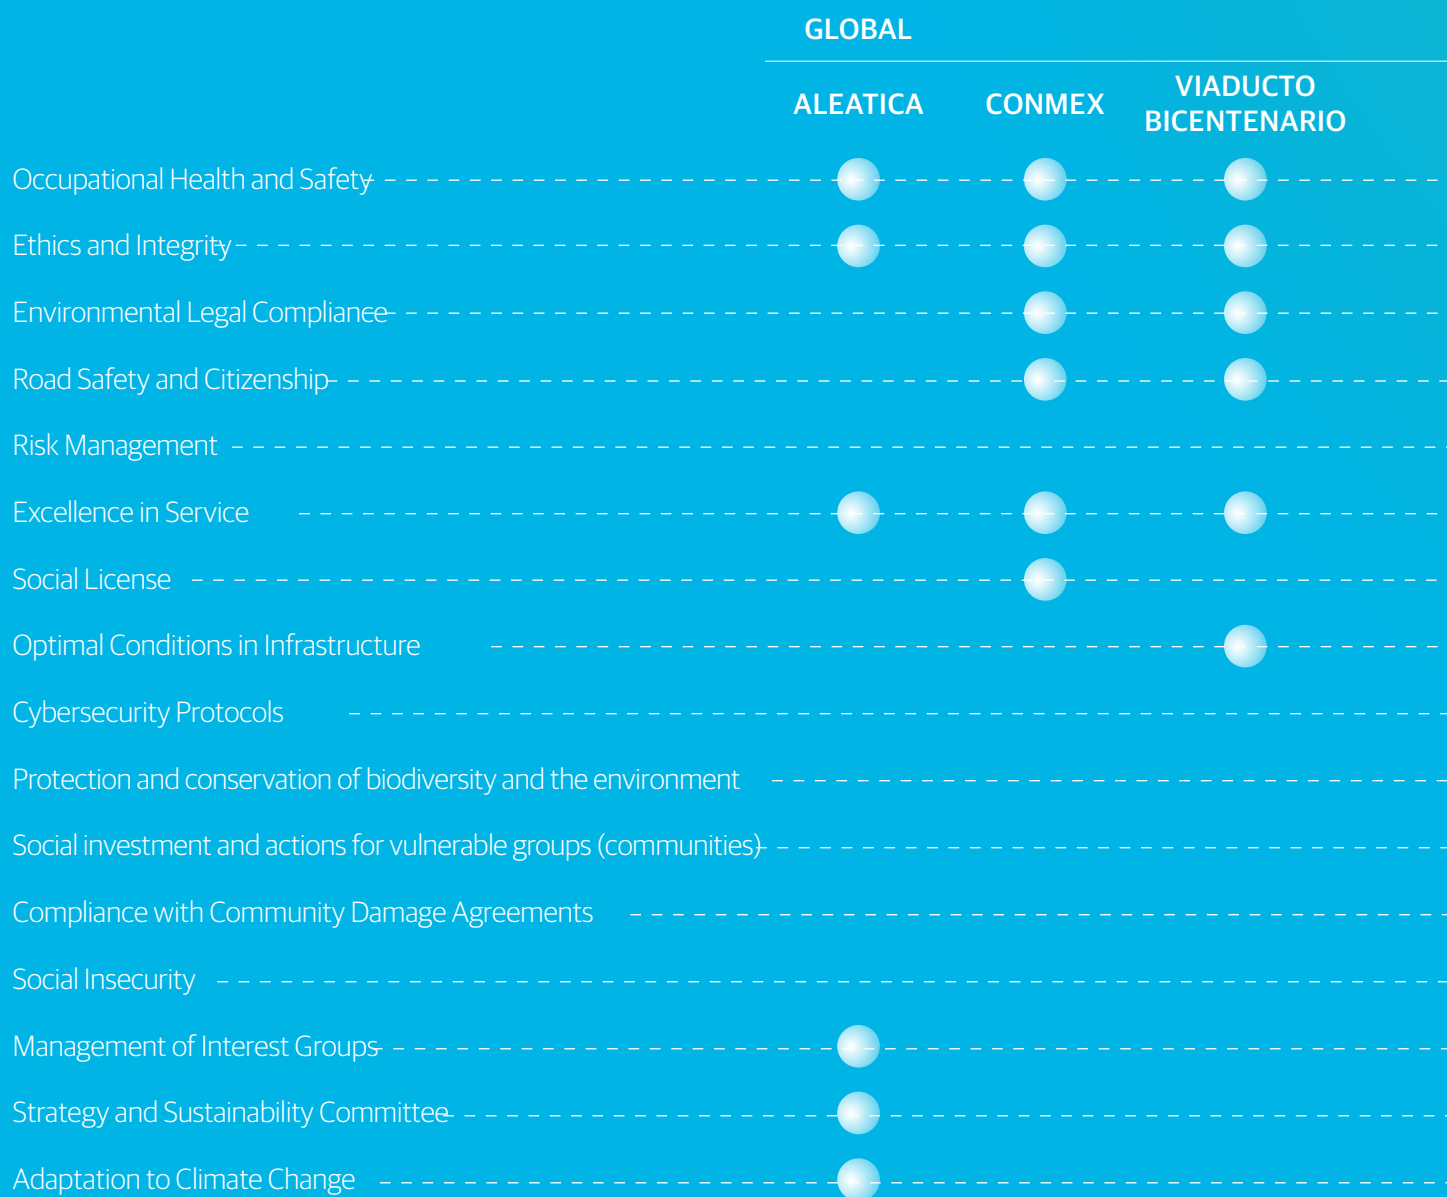 GLOBAL
ALEATICA
CONMEX
VIADUCTO
BICENTENARIO
Occupational Health and Safety
Ethics and Integrity
Environmental Legal Compliance
Road Safety and Citizenship
Risk Management
Excellence in Service
Social License
Optimal Conditions in Infrastructure
Cybersecurity Protocols
Protection and conservation of biodiversity and the environment
Social investment and actions for vulnerable groups (communities)
Compliance with Community Damage Agreements
Social Insecurity
Management of Interest Groups
Strategy and Sustainability Committee
Adaptation to Climate Change